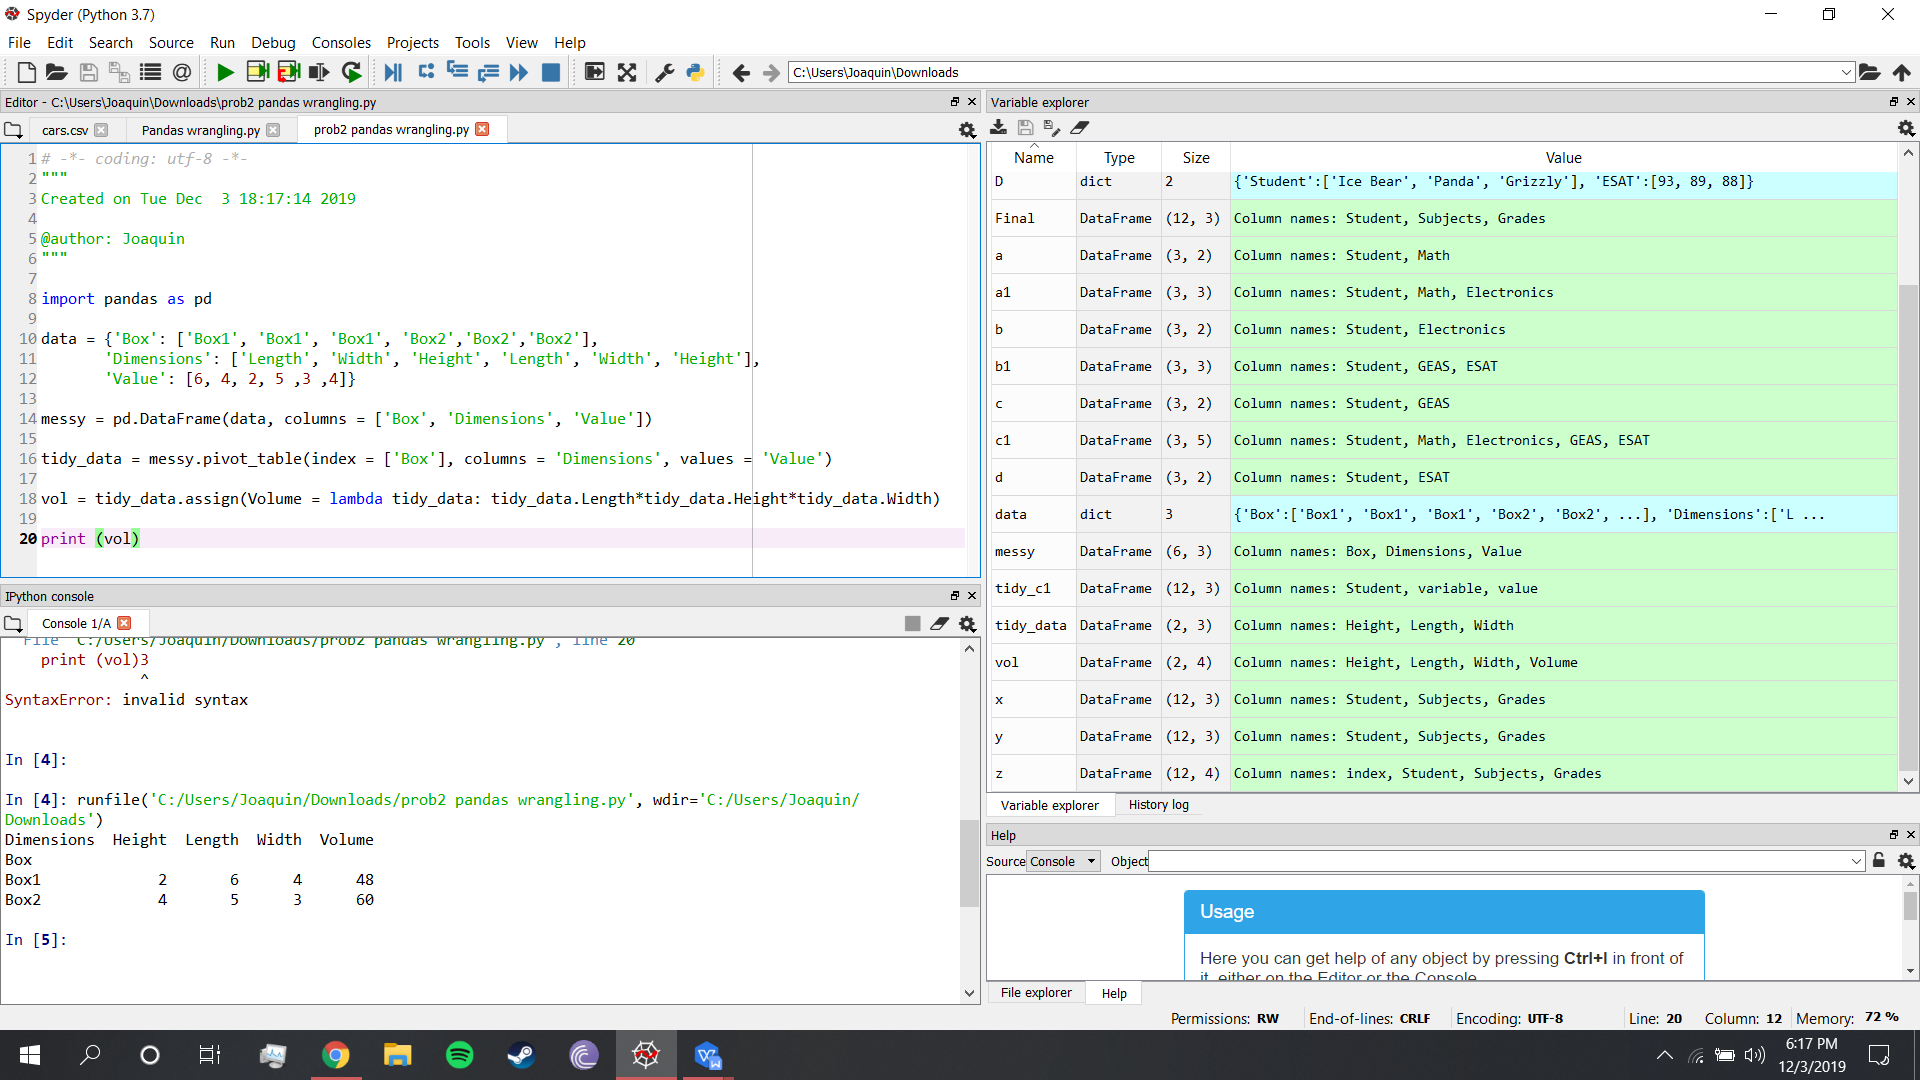 Spyder (Python 3.7)
File Edit Search Source Run Debug Consoles Projects Tools View Help
C:\Users\Joaquin\Downloads
Editor - C:\Users\Joaquin\Downloads\prob2 pandas wrangling.py
cars.csv Pandas wrangling.py prob2 pandas wrangling.py
1 # -*- coding: utf-8 -*-
2 """
3 Created on Tue Dec  3 18:17:14 2019
4
5 @author: Joaquin
6 """
7
8 import pandas as pd
9
10 data = {'Box': ['Box1', 'Box1', 'Box1', 'Box2','Box2','Box2'],
11        'Dimensions': ['Length', 'Width', 'Height', 'Length', 'Width', 'Height'],
12        'Value': [6, 4, 2, 5 ,3 ,4]}
13
14 messy = pd.DataFrame(data, columns = ['Box', 'Dimensions', 'Value'])
15
16 tidy_data = messy.pivot_table(index = ['Box'], columns = 'Dimensions', values = 'Value')
17
18 vol = tidy_data.assign(Volume = lambda tidy_data: tidy_data.Length*tidy_data.Height*tidy_data.Width)
19
20 print (vol)
IPython console
Console 1/A
File "C:/Users/Joaquin/Downloads/prob2 pandas wrangling.py", line 20
print (vol)3
^
SyntaxError: invalid syntax
In [4]:
In [4]: runfile('C:/Users/Joaquin/Downloads/prob2 pandas wrangling.py', wdir='C:/Users/Joaquin/
Downloads')
Dimensions  Height  Length  Width  Volume
Box
Box1             2       6      4      48
Box2             4       5      3      60
In [5]:
Variable explorer
Name Type Size Value
D dict 2 {'Student':['Ice Bear', 'Panda', 'Grizzly'], 'ESAT':[93, 89, 88]}
Final DataFrame (12, 3) Column names: Student, Subjects, Grades
a DataFrame (3, 2) Column names: Student, Math
a1 DataFrame (3, 3) Column names: Student, Math, Electronics
b DataFrame (3, 2) Column names: Student, Electronics
b1 DataFrame (3, 3) Column names: Student, GEAS, ESAT
c DataFrame (3, 2) Column names: Student, GEAS
c1 DataFrame (3, 5) Column names: Student, Math, Electronics, GEAS, ESAT
d DataFrame (3, 2) Column names: Student, ESAT
data dict 3 {'Box':['Box1', 'Box1', 'Box1', 'Box2', 'Box2', ...], 'Dimensions':['L ...
messy DataFrame (6, 3) Column names: Box, Dimensions, Value
tidy_c1 DataFrame (12, 3) Column names: Student, variable, value
tidy_data DataFrame (2, 3) Column names: Height, Length, Width
vol DataFrame (2, 4) Column names: Height, Length, Width, Volume
x DataFrame (12, 3) Column names: Student, Subjects, Grades
y DataFrame (12, 3) Column names: Student, Subjects, Grades
z DataFrame (12, 4) Column names: index, Student, Subjects, Grades
Variable explorer History log
Help
Source Console Object
Usage
Here you can get help of any object by pressing Ctrl+I in front of
it, either on the Editor or the Console.
File explorer Help
Permissions: RW End-of-lines: CRLF Encoding: UTF-8 Line: 20 Column: 12 Memory: 72 %
6:17 PM
12/3/2019